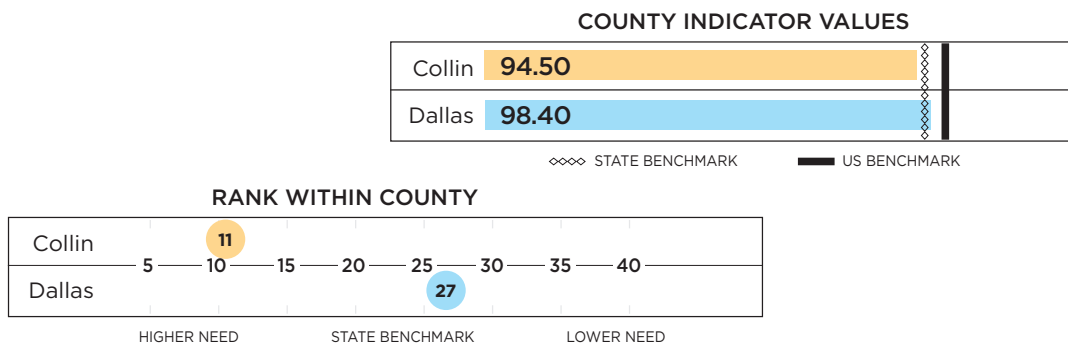 COUNTY INDICATOR VALUES
Collin 94.50
Dallas 98.40
STATE BENCHMARK US BENCHMARK
RANK WITHIN COUNTY
Collin 11
5 10 15 20 25 30 35 40
Dallas 27
HIGHER NEED STATE BENCHMARK LOWER NEED